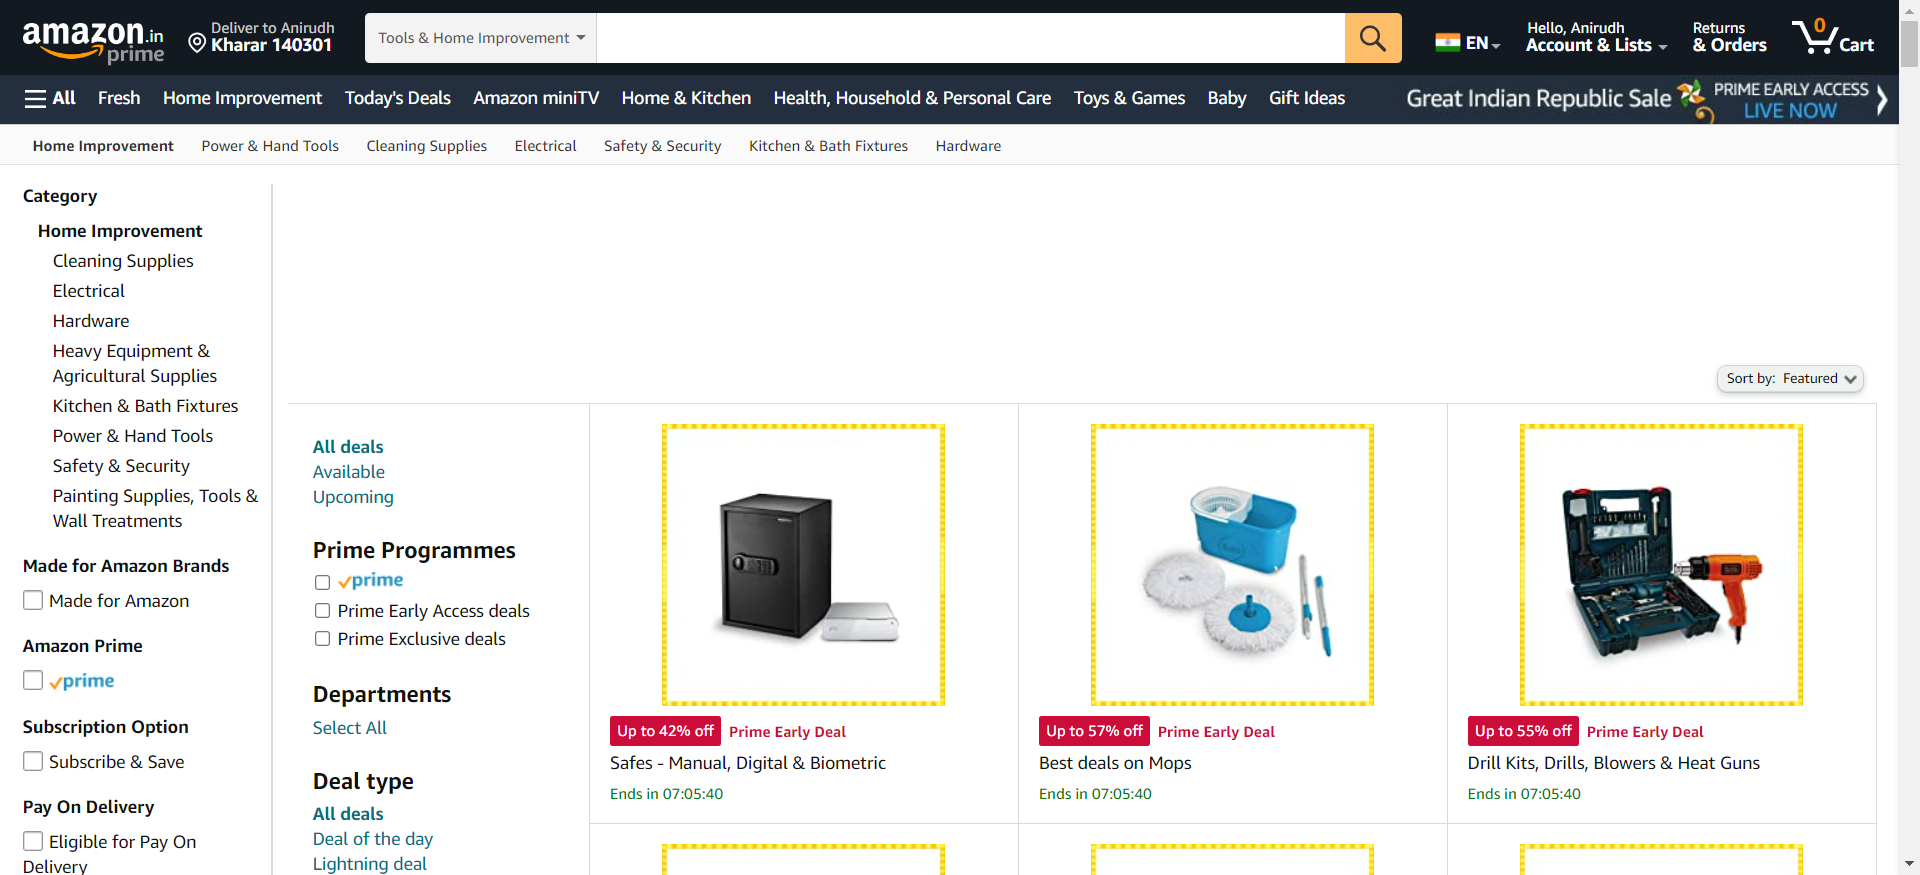 amazon.in
prime
Deliver to Anirudh
Kharar 140301
Tools & Home Improvement
EN
Hello, Anirudh
Account & Lists
Returns
& Orders
0
Cart
All
Fresh
Home Improvement
Today's Deals
Amazon miniTV
Home & Kitchen
Health, Household & Personal Care
Toys & Games
Baby
Gift Ideas
Great Indian Republic Sale
PRIME EARLY ACCESS
LIVE NOW
Home Improvement
Power & Hand Tools
Cleaning Supplies
Electrical
Safety & Security
Kitchen & Bath Fixtures
Hardware
Category
Home Improvement
Cleaning Supplies
Electrical
Hardware
Heavy Equipment &
Agricultural Supplies
Kitchen & Bath Fixtures
Power & Hand Tools
Safety & Security
Painting Supplies, Tools &
Wall Treatments
Made for Amazon Brands
Made for Amazon
Amazon Prime
prime
Subscription Option
Subscribe & Save
Pay On Delivery
Eligible for Pay On
Delivery
Sort by: Featured
All deals
Available
Upcoming
Prime Programmes
prime
Prime Early Access deals
Prime Exclusive deals
Departments
Select All
Deal type
All deals
Deal of the day
Lightning deal
Up to 42% off
Prime Early Deal
Safes - Manual, Digital & Biometric
Ends in 07:05:40
Up to 57% off
Prime Early Deal
Best deals on Mops
Ends in 07:05:40
Up to 55% off
Prime Early Deal
Drill Kits, Drills, Blowers & Heat Guns
Ends in 07:05:40